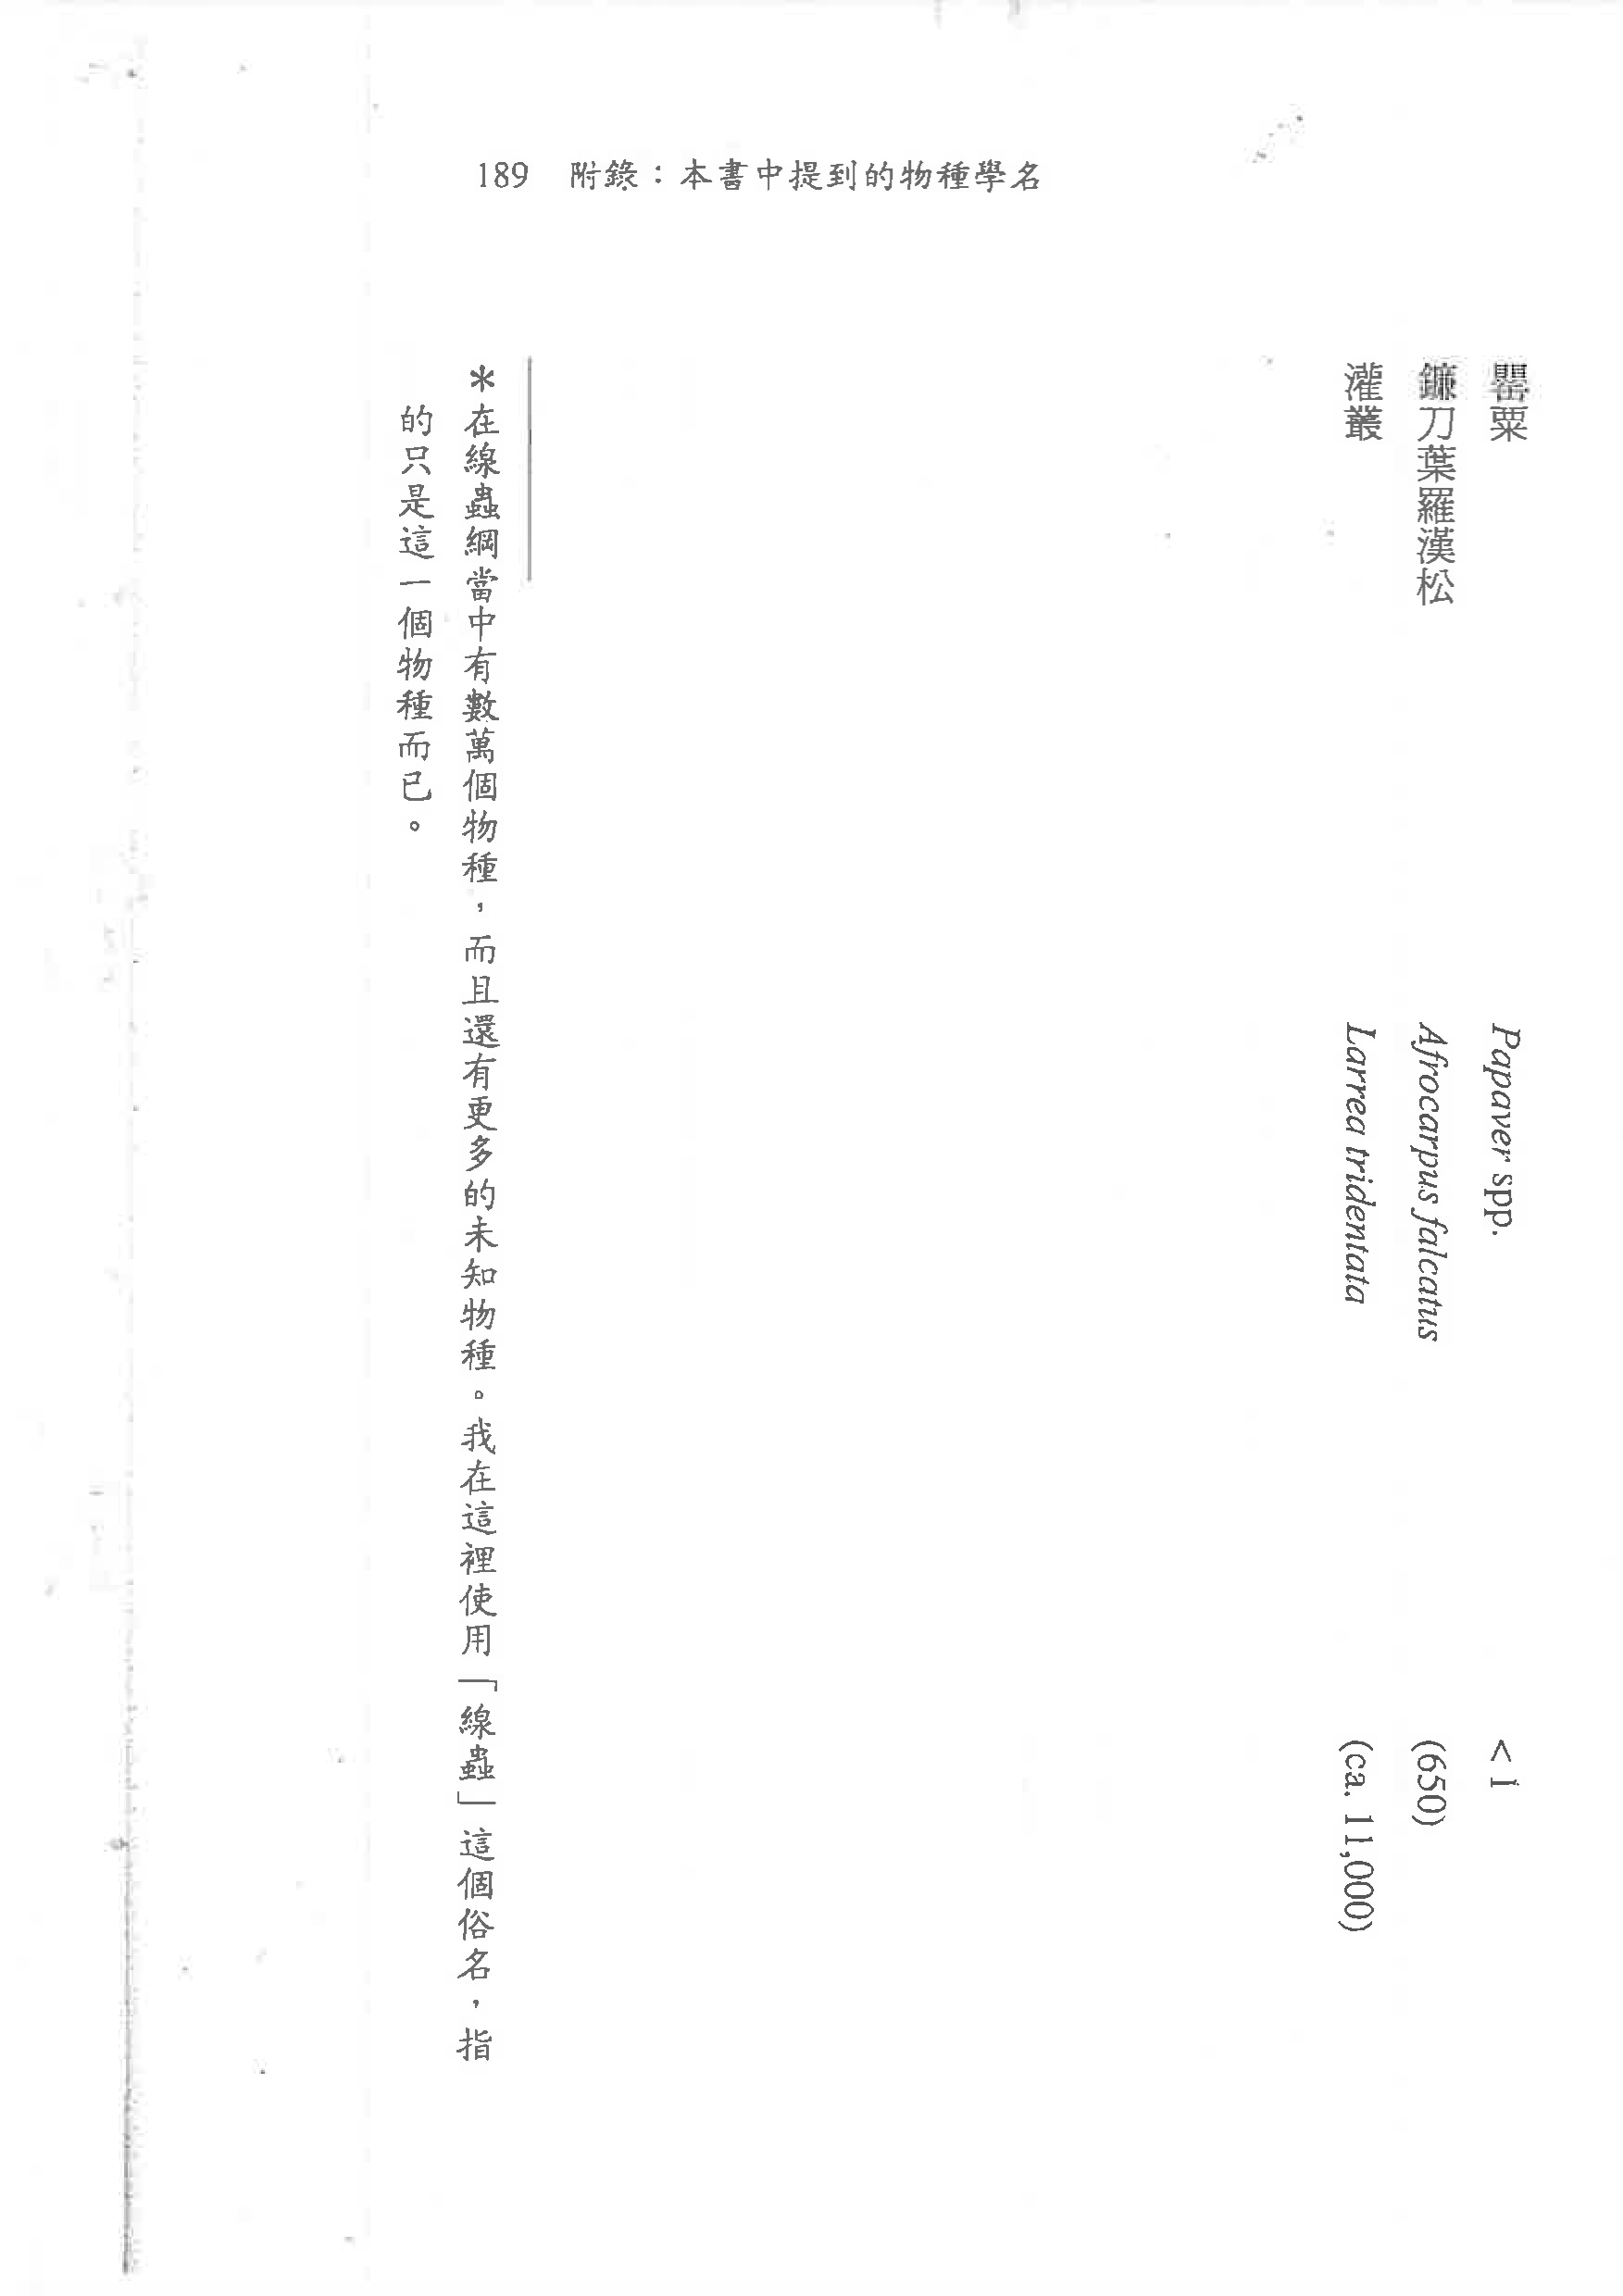 189 附錄：本書中提到的物種學名
罌粟 Papaver spp. < 1
鐮刀葉羅漢松 Afrocarpus falcatus (650)
灌叢 Larrea tridentata (ca. 11,000)
＊在線蟲綱當中有數萬個物種，而且還有更多的未知物種。我在這裡使用「線蟲」這個俗名，指
的只是這一個物種而已。